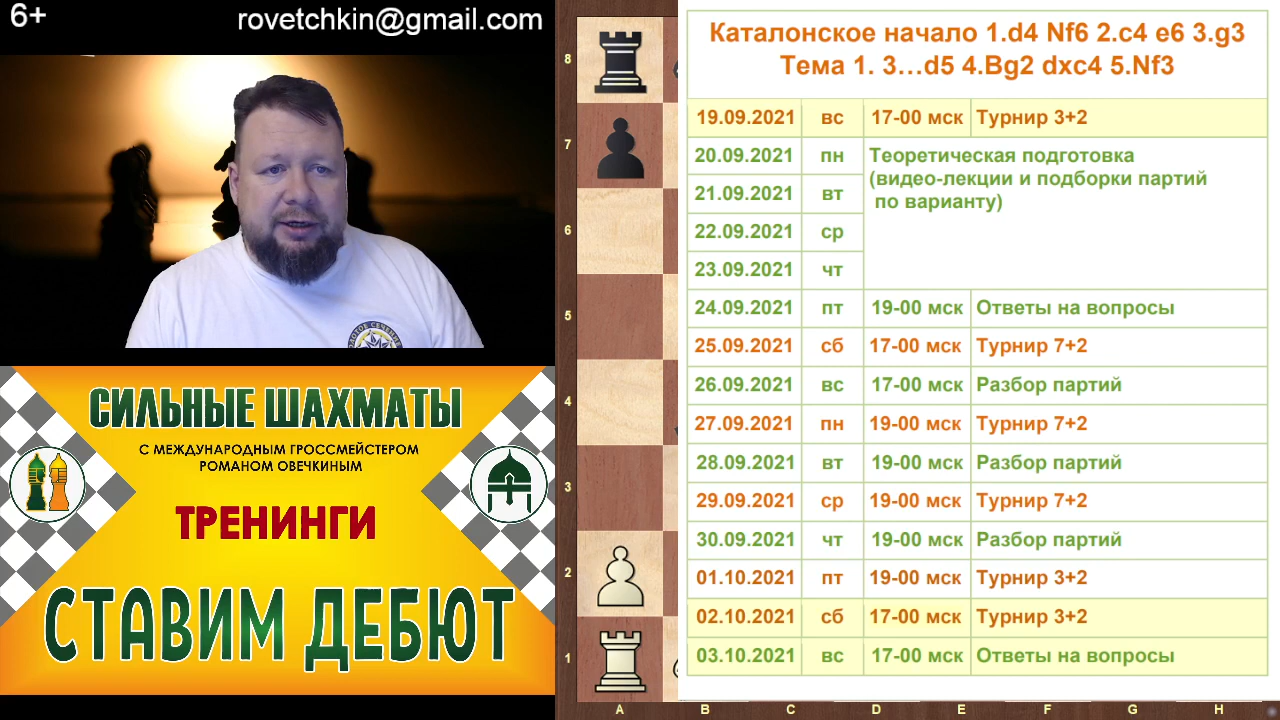 6+
rovetchkin@gmail.com
СИЛЬНЫЕ ШАХМАТЫ
С МЕЖДУНАРОДНЫМ ГРОССМЕЙСТЕРОМ
РОМАНОМ ОВЕЧКИНЫМ
ТРЕНИНГИ
СТАВИМ ДЕБЮТ
8
7
6
5
4
3
2
1
A B C D E F G H
Каталонское начало 1.d4 Nf6 2.c4 e6 3.g3
Тема 1. 3…d5 4.Bg2 dxc4 5.Nf3
19.09.2021 вс 17-00 мск Турнир 3+2
20.09.2021 пн Теоретическая подготовка
(видео-лекции и подборки партий
21.09.2021 вт
по варианту)
22.09.2021 ср
23.09.2021 чт
24.09.2021 пт 19-00 мск Ответы на вопросы
25.09.2021 сб 17-00 мск Турнир 7+2
26.09.2021 вс 17-00 мск Разбор партий
27.09.2021 пн 19-00 мск Турнир 7+2
28.09.2021 вт 19-00 мск Разбор партий
29.09.2021 ср 19-00 мск Турнир 7+2
30.09.2021 чт 19-00 мск Разбор партий
01.10.2021 пт 19-00 мск Турнир 3+2
02.10.2021 сб 17-00 мск Турнир 3+2
03.10.2021 вс 17-00 мск Ответы на вопросы